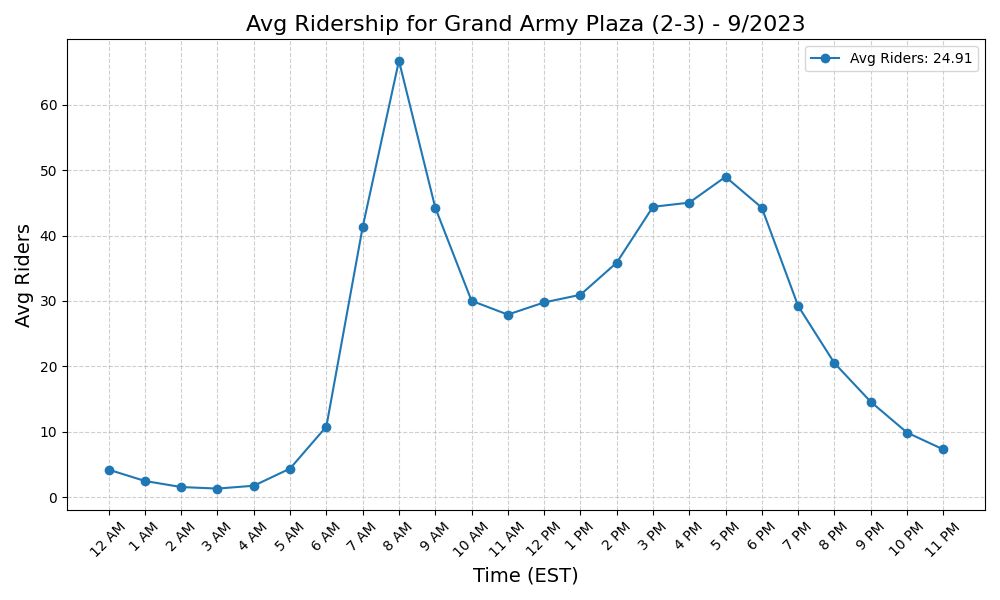 Avg Ridership for Grand Army Plaza (2-3) - 9/2023
Avg Riders: 24.91
Avg Riders
60
50
40
30
20
10
0
12 AM
1 AM
2 AM
3 AM
4 AM
5 AM
6 AM
7 AM
8 AM
9 AM
10 AM
11 AM
12 PM
1 PM
2 PM
3 PM
4 PM
5 PM
6 PM
7 PM
8 PM
9 PM
10 PM
11 PM
Time (EST)